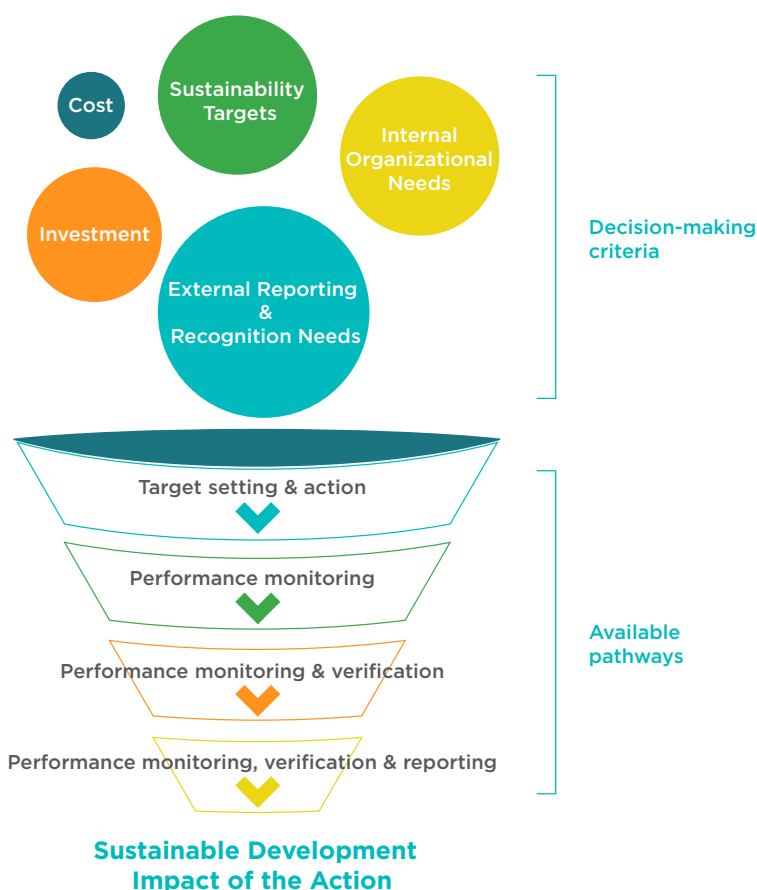 Cost
Sustainability
Targets
Internal
Organizational
Needs
Investment
External Reporting
&
Recognition Needs
Decision-making
criteria
Target setting & action
Performance monitoring
Performance monitoring & verification
Performance monitoring, verification & reporting
Available
pathways
Sustainable Development
Impact of the Action